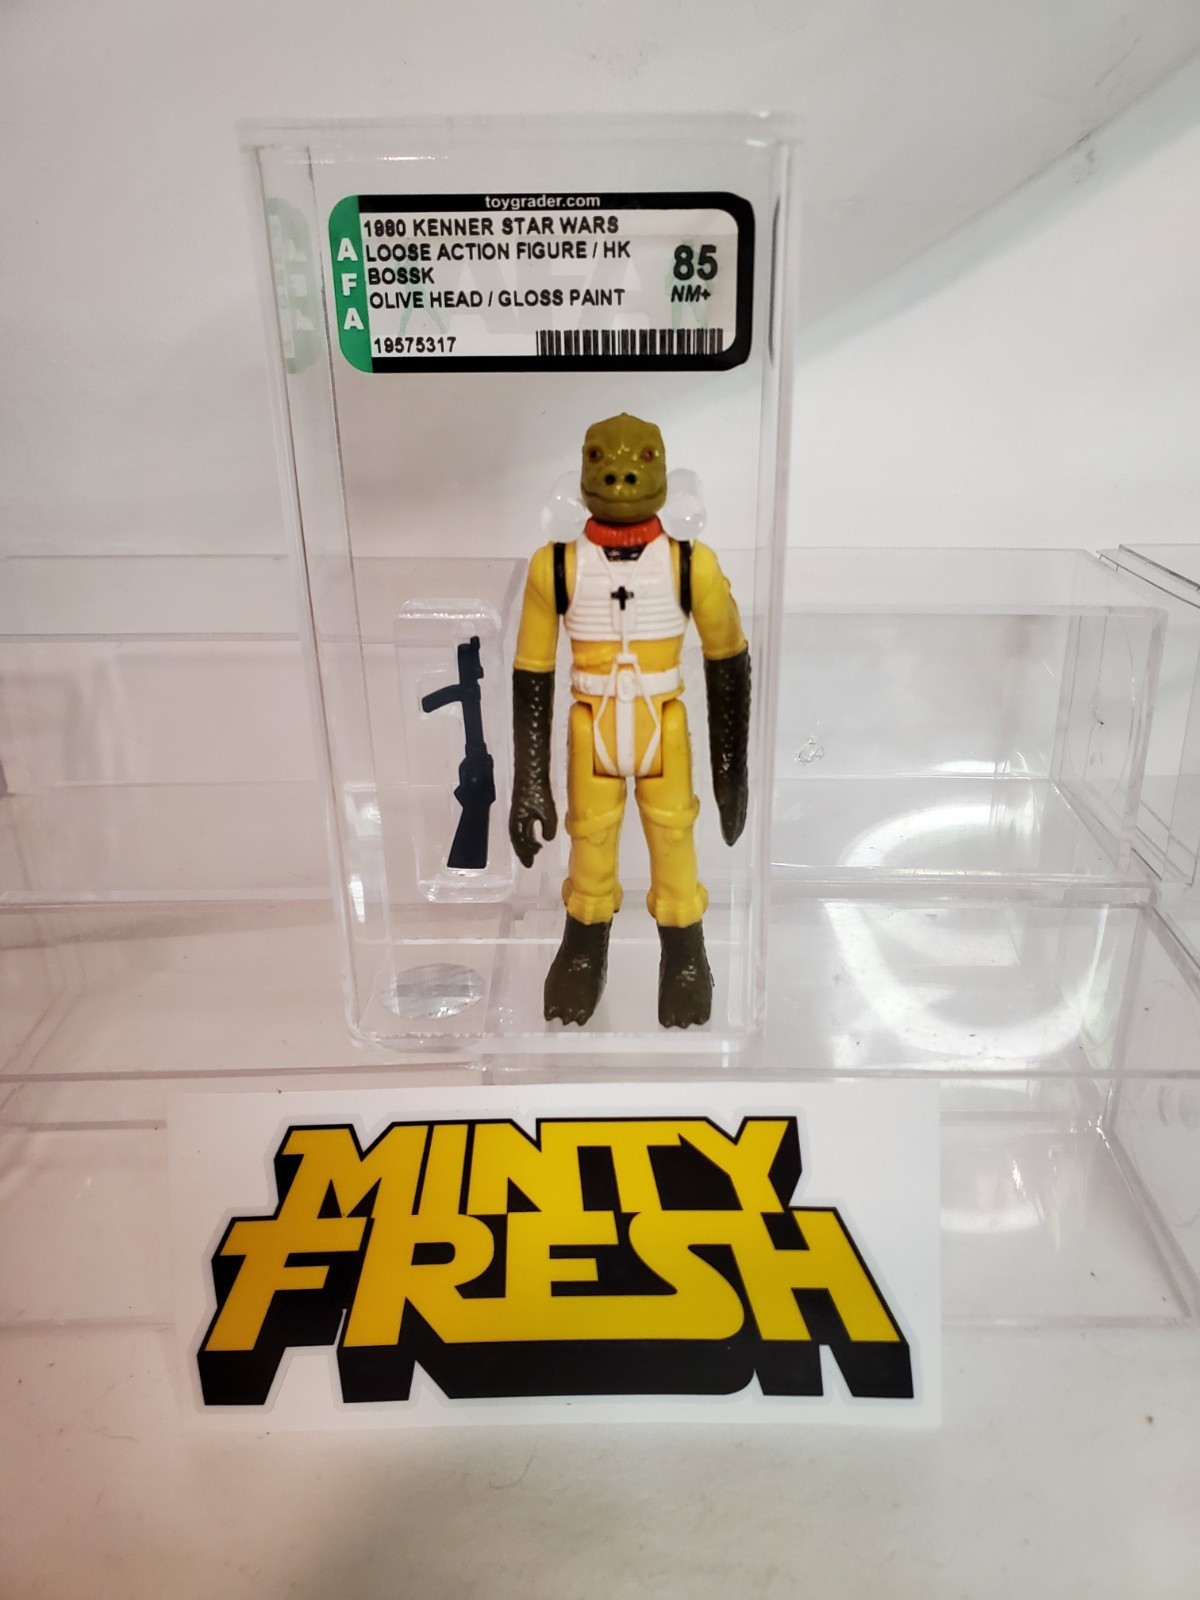 toygrader.com
1980 KENNER STAR WARS
LOOSE ACTION FIGURE / HK
BOSSK
OLIVE HEAD / GLOSS PAINT
85
NM+
AFA
19575317
MINTY
FRESH